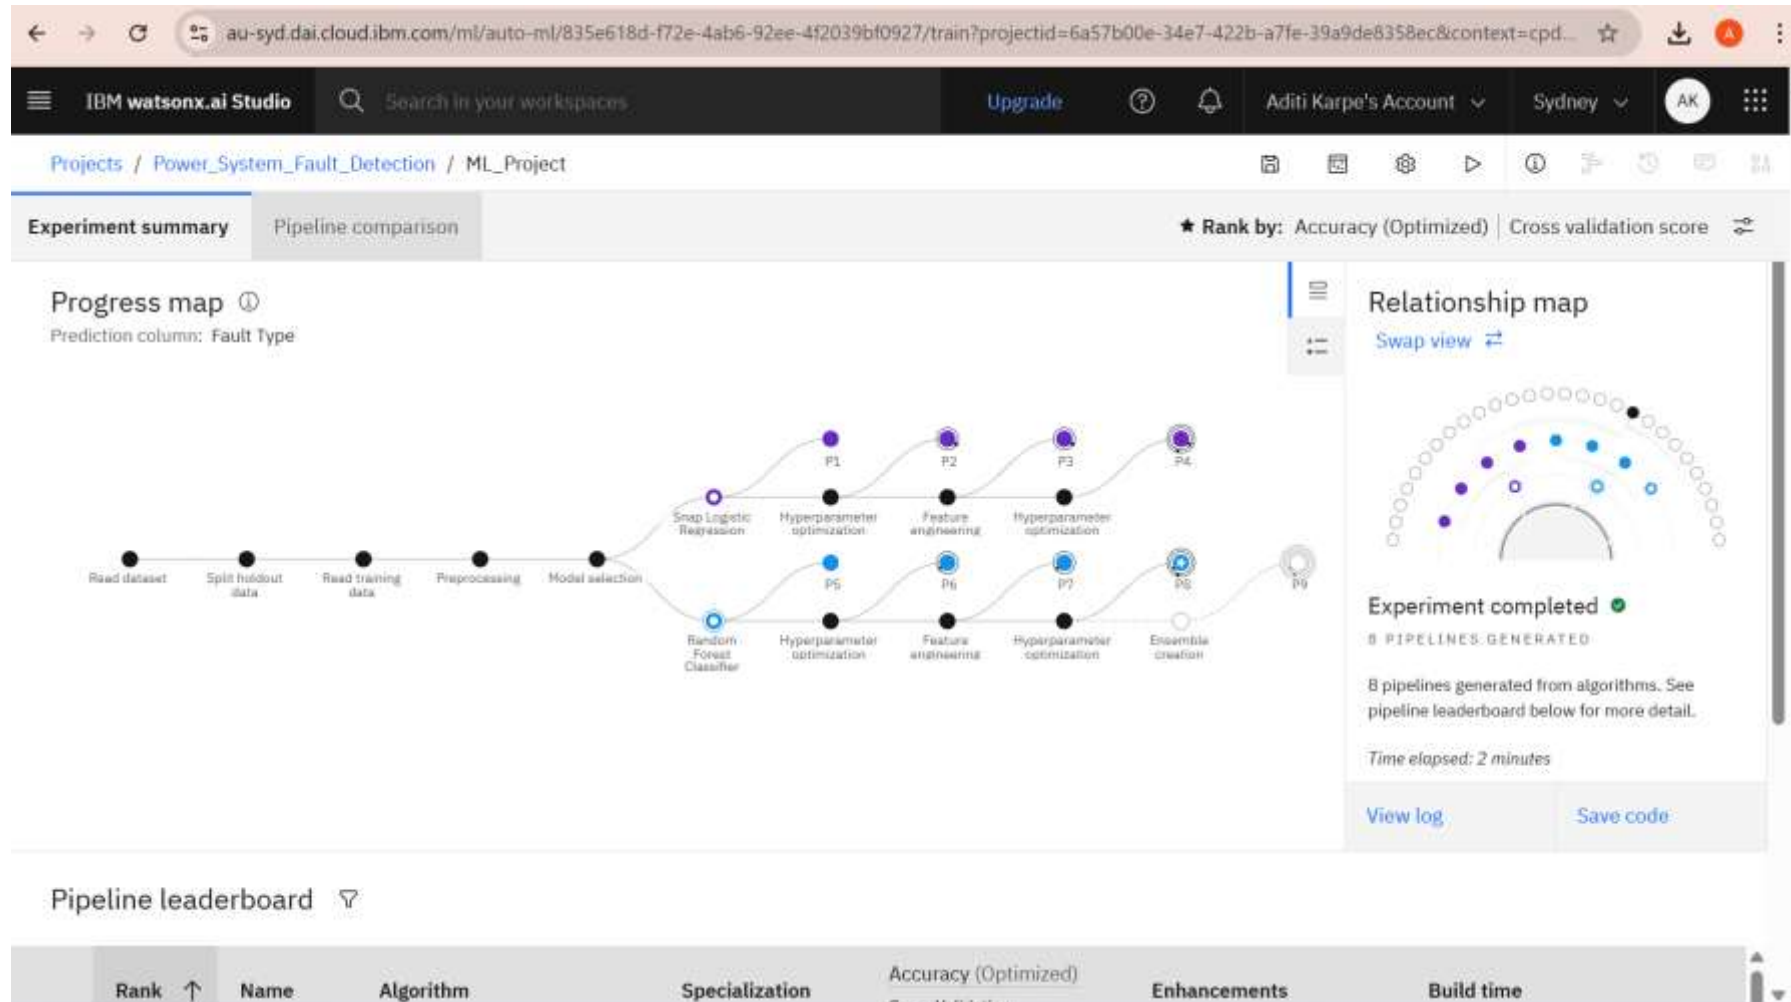 au-syd.dai.cloud.ibm.com/ml/auto-ml/835e618d-f72e-4ab6-92ee-4f2039bf0927/train?projectid=6a57b00e-34e7-422b-a7fe-39a9de8358ec&context=cpd...
A
IBM watsonx.ai Studio
Search in your workspaces
Upgrade
Aditi Karpe's Account
Sydney
AK
Projects / Power_System_Fault_Detection / ML_Project
Experiment summary
Pipeline comparison
Rank by: Accuracy (Optimized) | Cross validation score
Progress map
Prediction column: Fault Type
P1
P2
P3
P4
Snap Logistic
Regression
Hyperparameter
optimization
Feature
engineering
Hyperparameter
optimization
Read dataset
Split holdout
data
Read training
data
Preprocessing
Model selection
P5
P6
P7
P8
P9
Random
Forest
Classifier
Hyperparameter
optimization
Feature
engineering
Hyperparameter
optimization
Ensemble
creation
Relationship map
Swap view
Experiment completed
8 PIPELINES GENERATED
8 pipelines generated from algorithms. See
pipeline leaderboard below for more detail.
Time elapsed: 2 minutes
View log
Save code
Pipeline leaderboard
Rank
Name
Algorithm
Specialization
Accuracy (Optimized)
Enhancements
Build time